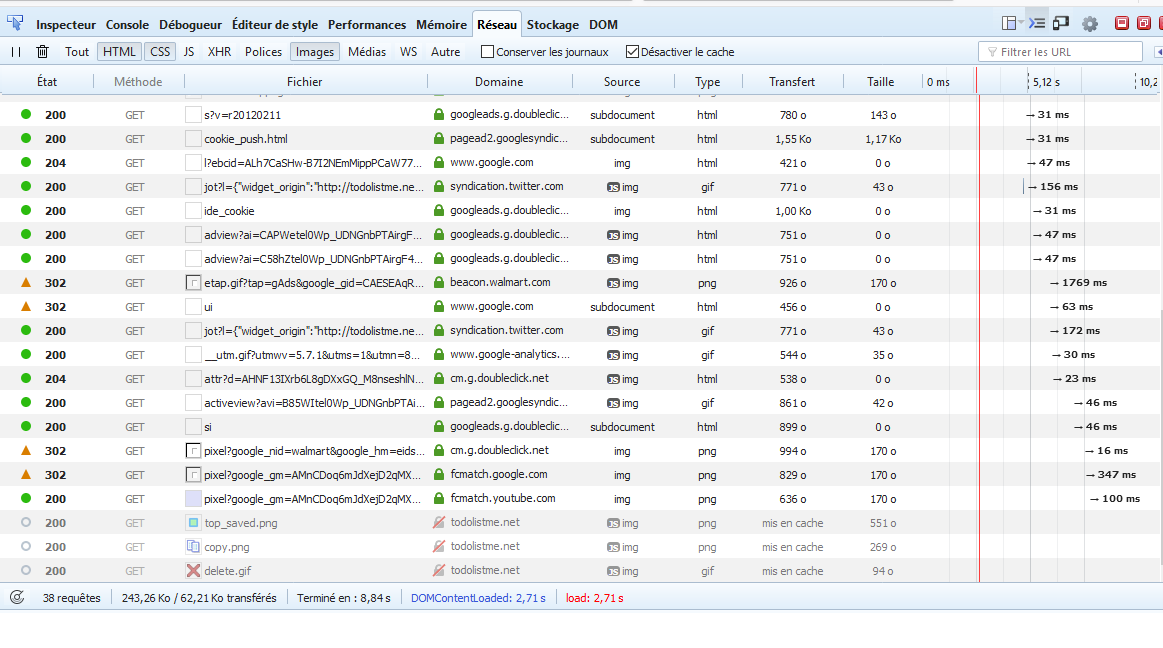 Inspecteur Console Débogueur Éditeur de style Performances Mémoire Réseau Stockage DOM
Tout HTML CSS JS XHR Polices Images Médias WS Autre Conserver les journaux Désactiver le cache Filtrer les URL
État Méthode Fichier Domaine Source Type Transfert Taille 0 ms 5,12 s 10,2
200 GET s?v=r20120211 googleads.g.doubleclic... subdocument html 780 o 143 o → 31 ms
200 GET cookie_push.html pagead2.googlesyndic... subdocument html 1,55 Ko 1,17 Ko → 31 ms
204 GET l?ebcid=ALh7CaSHw-B7I2NEmMippPCaW77... www.google.com img html 421 o 0 o → 47 ms
200 GET jot?l={"widget_origin":"http://todolistme.ne... syndication.twitter.com JS img gif 771 o 43 o → 156 ms
200 GET ide_cookie googleads.g.doubleclic... img html 1,00 Ko 0 o → 31 ms
200 GET adview?ai=CAPWetel0Wp_UDNGnbPTAirgF... googleads.g.doubleclic... JS img html 751 o 0 o → 47 ms
200 GET adview?ai=C58hZtel0Wp_UDNGnbPTAirgF4... googleads.g.doubleclic... JS img html 751 o 0 o → 47 ms
302 GET etap.gif?tap=gAds&google_gid=CAESEAqR... beacon.walmart.com JS img png 926 o 170 o → 1769 ms
302 GET ui www.google.com subdocument html 456 o 0 o → 63 ms
200 GET jot?l={"widget_origin":"http://todolistme.ne... syndication.twitter.com JS img gif 771 o 43 o → 172 ms
200 GET __utm.gif?utmwv=5.7.1&utms=1&utmn=8... www.google-analytics.... JS img gif 544 o 35 o → 30 ms
204 GET attr?d=AHNF13IXrb6L8gDXxGQ_M8nseshlN... cm.g.doubleclick.net JS img html 538 o 0 o → 23 ms
200 GET activeview?avi=B85WItel0Wp_UDNGnbPTAi... pagead2.googlesyndic... JS img gif 861 o 42 o → 46 ms
200 GET si googleads.g.doubleclic... subdocument html 899 o 0 o → 46 ms
302 GET pixel?google_nid=walmart&google_hm=eids... cm.g.doubleclick.net img png 994 o 170 o → 16 ms
302 GET pixel?google_gm=AMnCDoq6mJdXejD2qMX... fcmatch.google.com img png 829 o 170 o → 347 ms
200 GET pixel?google_gm=AMnCDoq6mJdXejD2qMX... fcmatch.youtube.com img png 636 o 170 o → 100 ms
200 GET top_saved.png todolistme.net JS img png mis en cache 551 o
200 GET copy.png todolistme.net JS img png mis en cache 269 o
200 GET delete.gif todolistme.net JS img gif mis en cache 94 o
38 requêtes 243,26 Ko / 62,21 Ko transférés Terminé en : 8,84 s DOMContentLoaded: 2,71 s load: 2,71 s